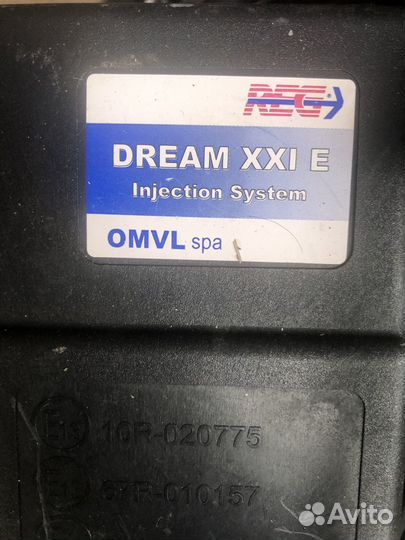 REG
DREAM XXI E
Injection System
OMVL spa
10R-020775
67R-010157
Avito